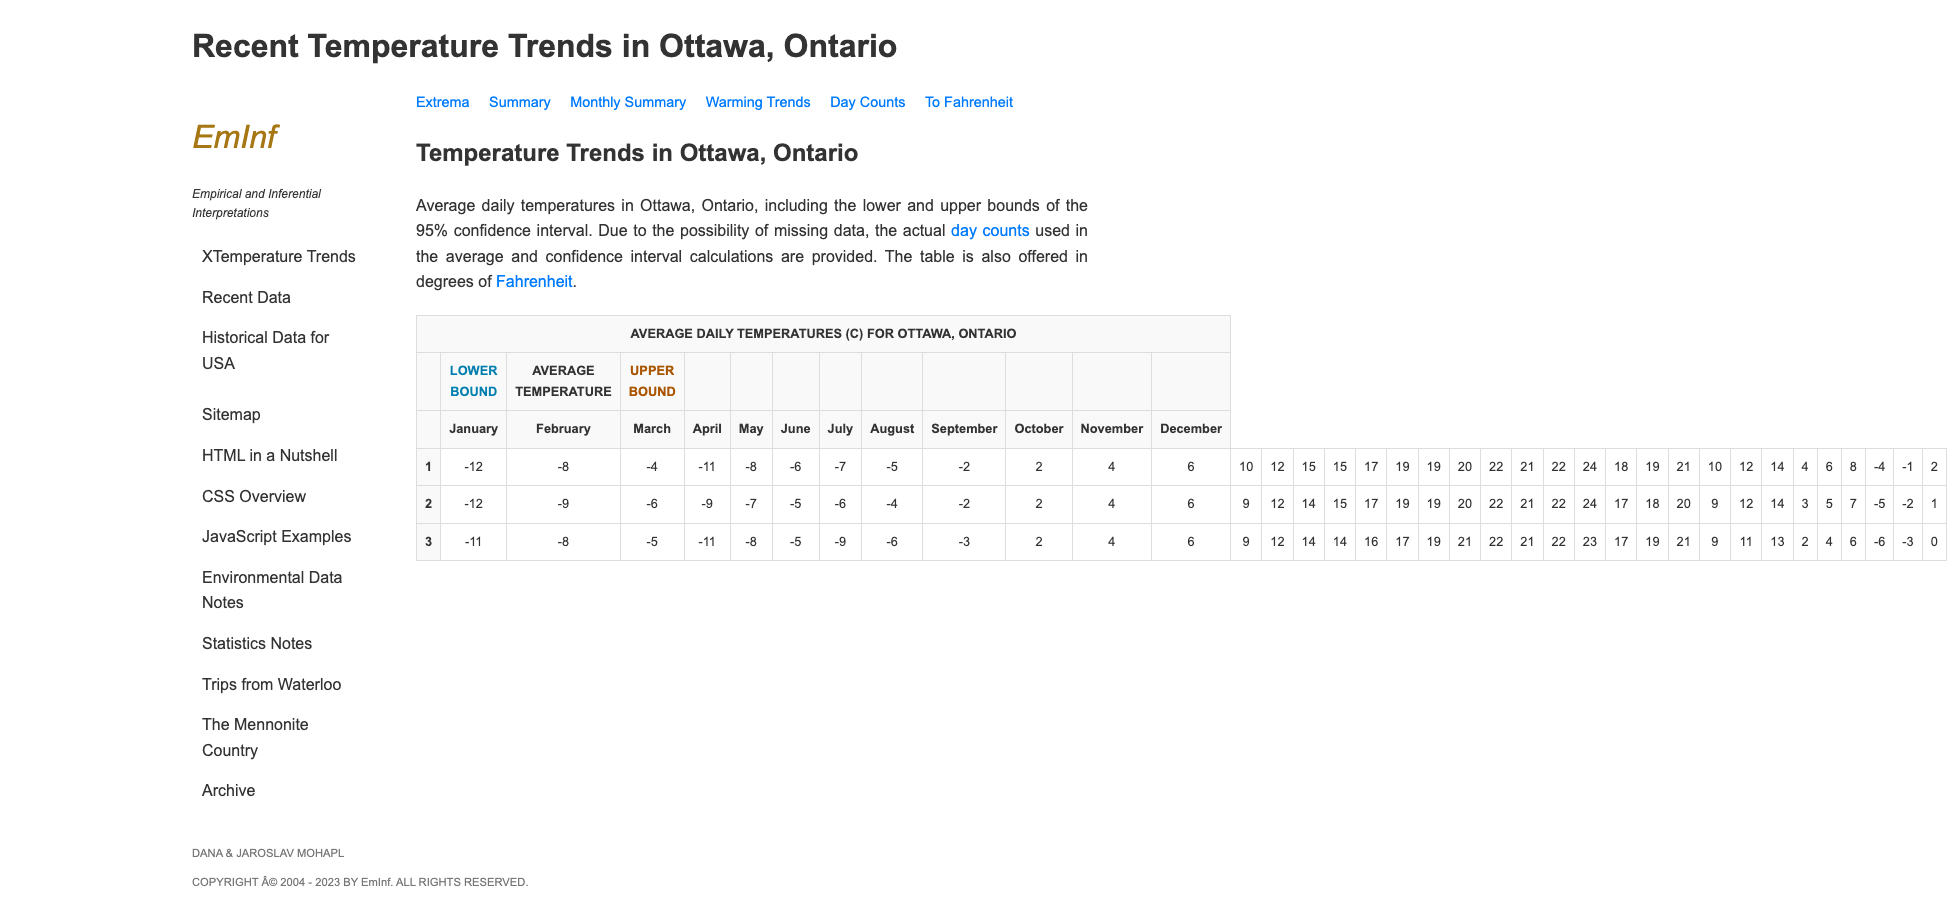 Recent Temperature Trends in Ottawa, Ontario
EmInf
Empirical and Inferential
Interpretations
XTemperature Trends
Recent Data
Historical Data for
USA
Sitemap
HTML in a Nutshell
CSS Overview
JavaScript Examples
Environmental Data
Notes
Statistics Notes
Trips from Waterloo
The Mennonite
Country
Archive
Extrema Summary Monthly Summary Warming Trends Day Counts To Fahrenheit
Temperature Trends in Ottawa, Ontario
Average daily temperatures in Ottawa, Ontario, including the lower and upper bounds of the
95% confidence interval. Due to the possibility of missing data, the actual day counts used in
the average and confidence interval calculations are provided. The table is also offered in
degrees of Fahrenheit.
AVERAGE DAILY TEMPERATURES (C) FOR OTTAWA, ONTARIO
LOWER BOUND AVERAGE TEMPERATURE UPPER BOUND
January February March April May June July August September October November December
1 -12 -8 -4 -11 -8 -6 -7 -5 -2 2 4 6 10 12 15 15 17 19 19 20 22 21 22 24 18 19 21 10 12 14 4 6 8 -4 -1 2
2 -12 -9 -6 -9 -7 -5 -6 -4 -2 2 4 6 9 12 14 15 17 19 19 20 22 21 22 24 17 18 20 9 12 14 3 5 7 -5 -2 1
3 -11 -8 -5 -11 -8 -5 -9 -6 -3 2 4 6 9 12 14 14 16 17 19 21 22 21 22 23 17 19 21 9 11 13 2 4 6 -6 -3 0
DANA & JAROSLAV MOHAPL
COPYRIGHT Â© 2004 - 2023 BY EmInf. ALL RIGHTS RESERVED.